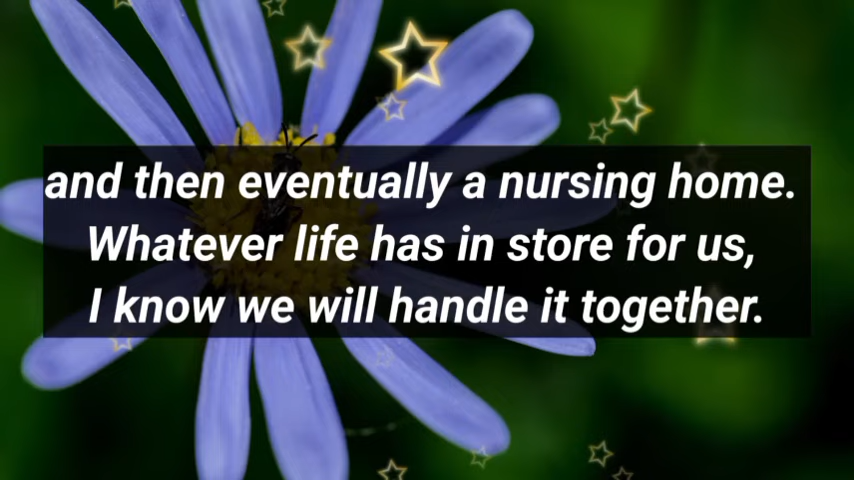 and then eventually a nursing home.
Whatever life has in store for us,
I know we will handle it together.